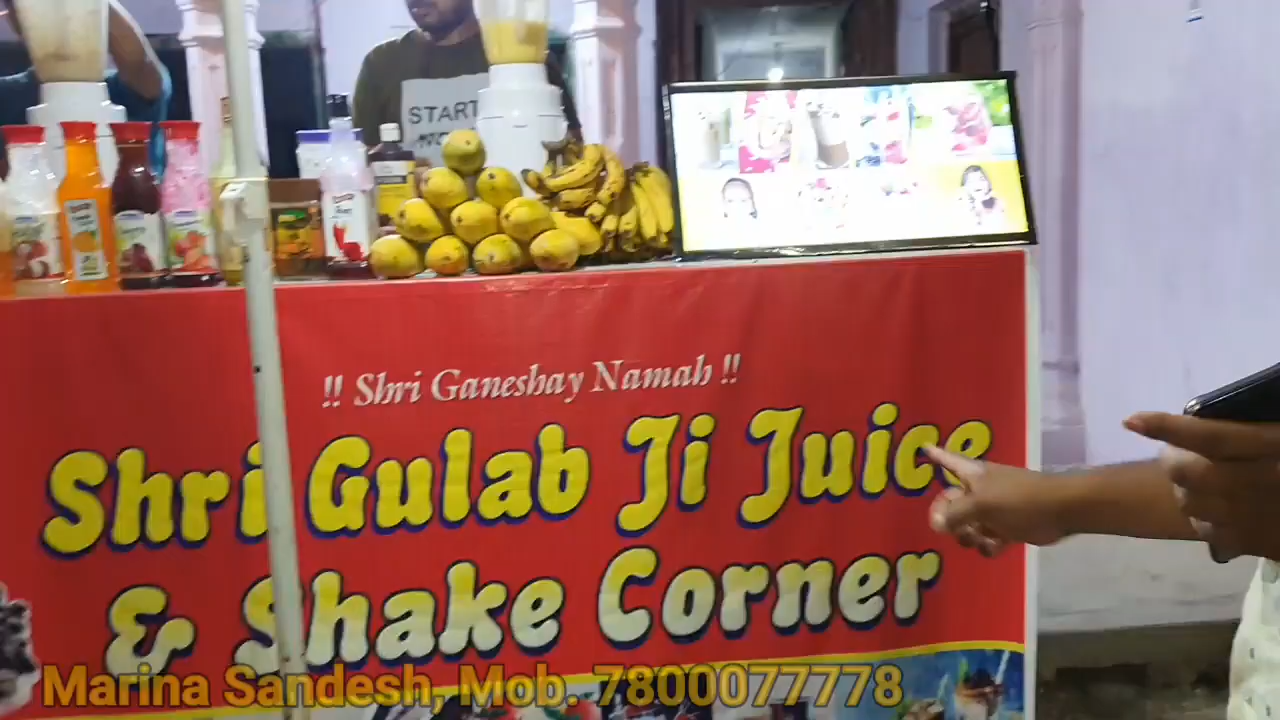 START
!! Shri Ganeshay Namah !!
Shri Gulab Ji Juice
& Shake Corner
Marina Sandesh, Mob. 7800077778